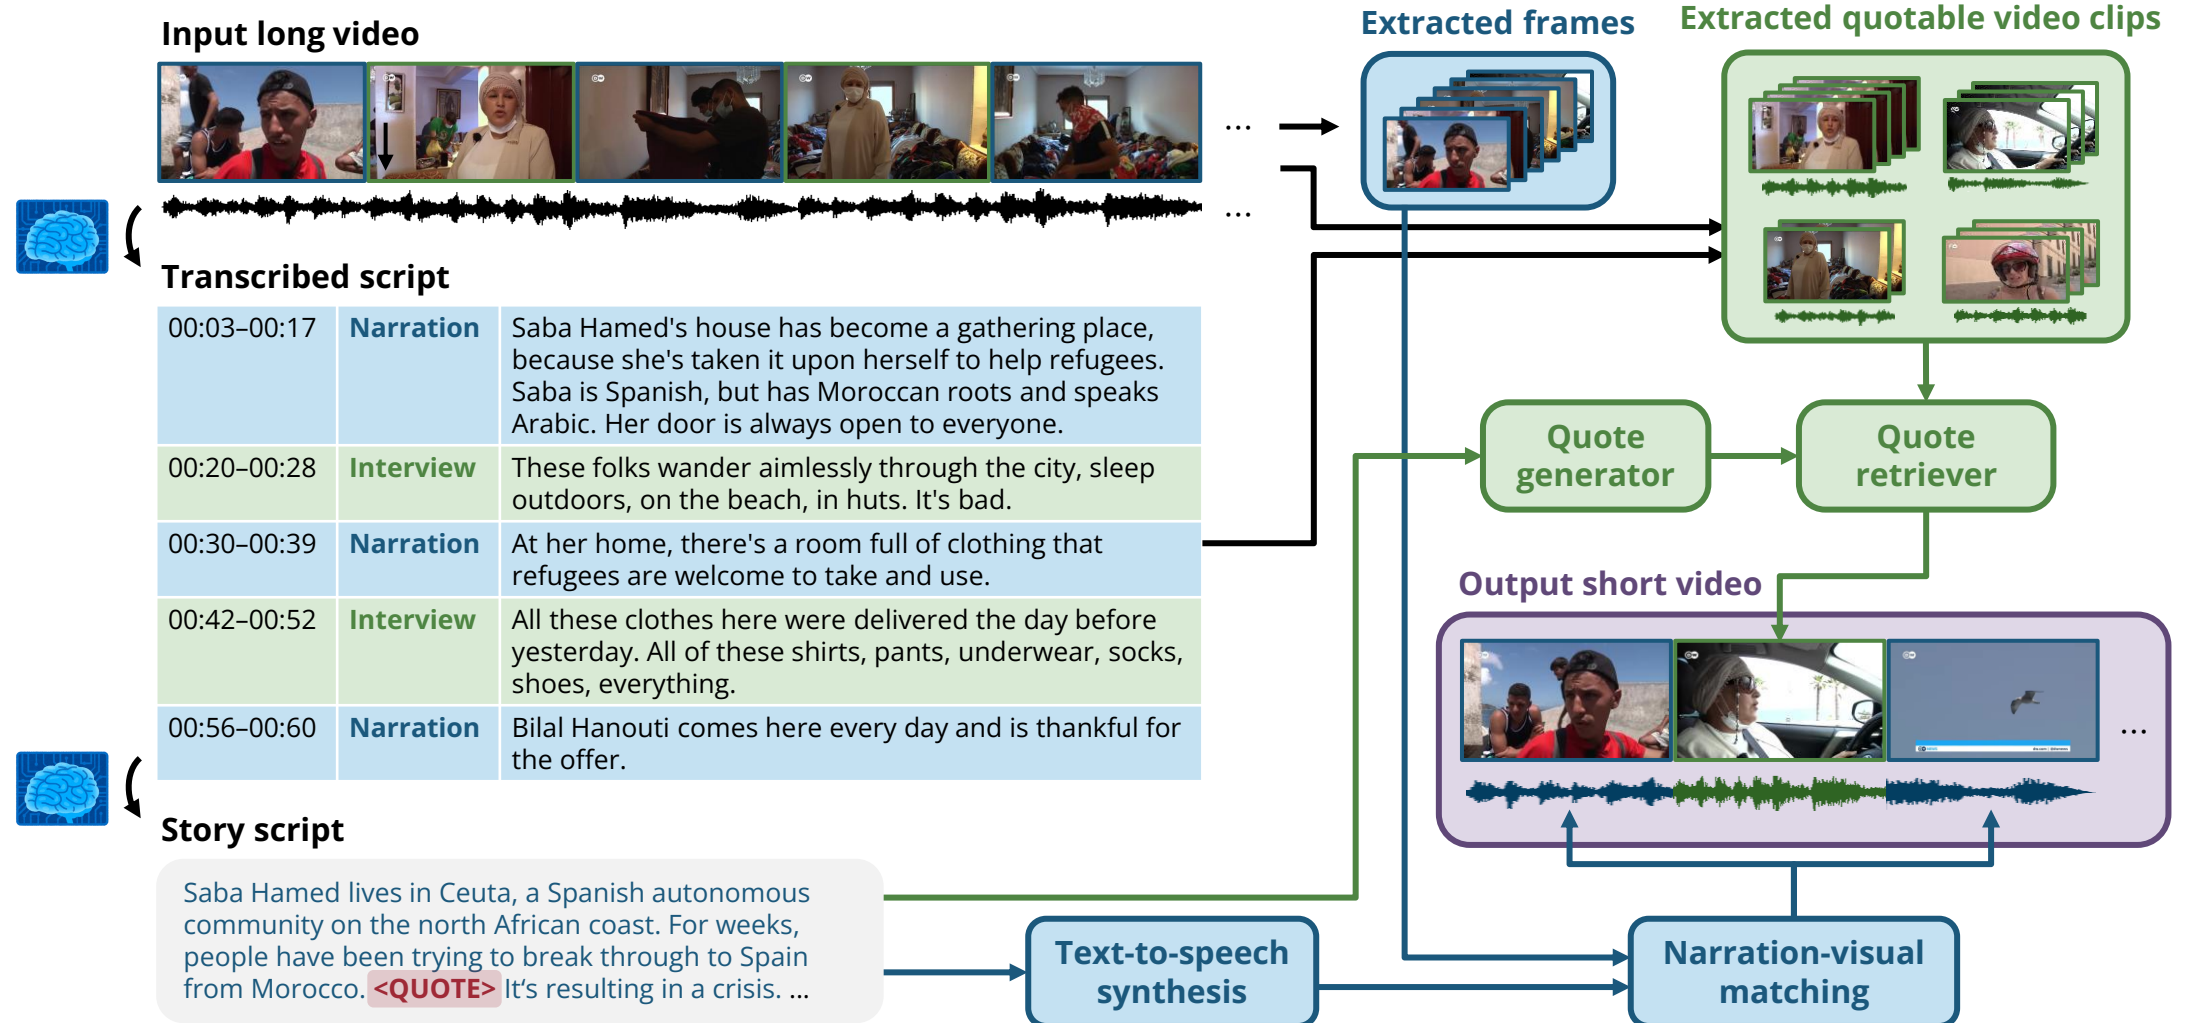 Input long video
Extracted frames
Extracted quotable video clips
...
...
Transcribed script
00:03–00:17 Narration Saba Hamed's house has become a gathering place,
because she's taken it upon herself to help refugees.
Saba is Spanish, but has Moroccan roots and speaks
Arabic. Her door is always open to everyone.
00:20–00:28 Interview These folks wander aimlessly through the city, sleep
outdoors, on the beach, in huts. It's bad.
00:30–00:39 Narration At her home, there's a room full of clothing that
refugees are welcome to take and use.
00:42–00:52 Interview All these clothes here were delivered the day before
yesterday. All of these shirts, pants, underwear, socks,
shoes, everything.
00:56–00:60 Narration Bilal Hanouti comes here every day and is thankful for
the offer.
Story script
Saba Hamed lives in Ceuta, a Spanish autonomous
community on the north African coast. For weeks,
people have been trying to break through to Spain
from Morocco. <QUOTE> It‘s resulting in a crisis. ...
Quote
generator
Quote
retriever
Output short video
...
Text-to-speech
synthesis
Narration-visual
matching